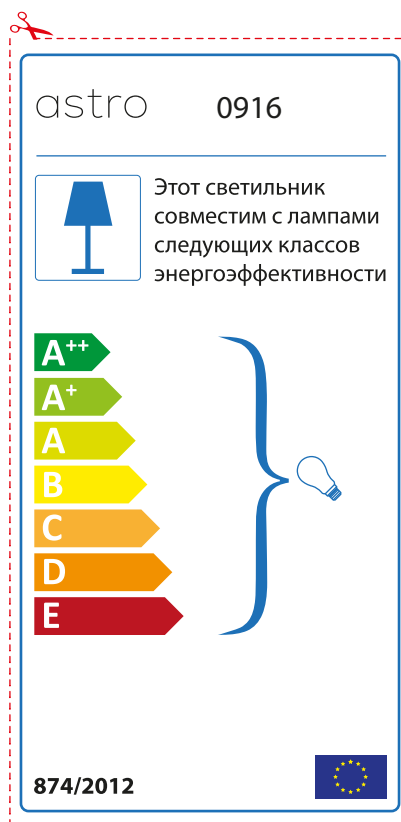 astro 0916
Этот светильник
совместим с лампами
следующих классов
энергоэффективности
A++
A+
A
B
C
D
E
874/2012